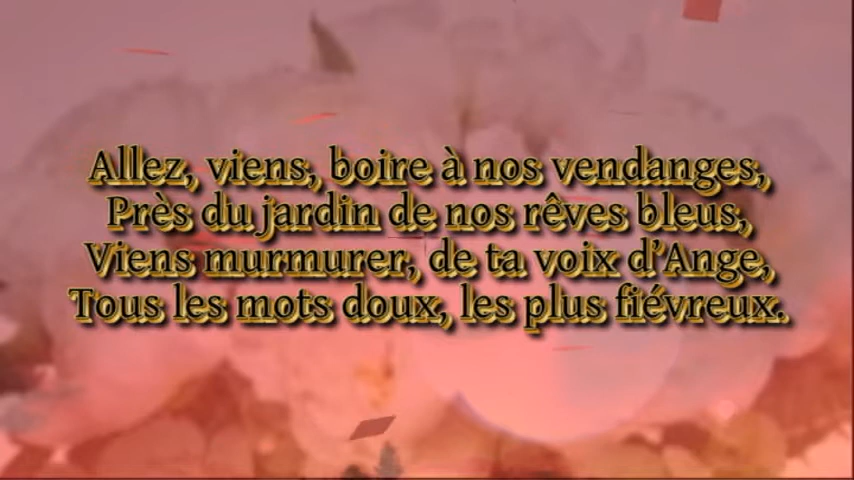 Allez, viens, boire à nos vendanges,
Près du jardin de nos rêves bleus,
Viens murmurer, de ta voix d’Ange,
Tous les mots doux, les plus fiévreux.